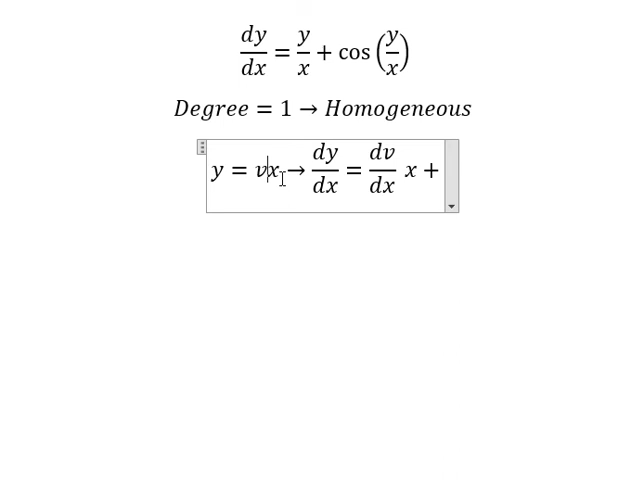 dy/dx = y/x + cos (y/x)
Degree = 1 → Homogeneous
y = vx → dy/dx = dv/dx x +